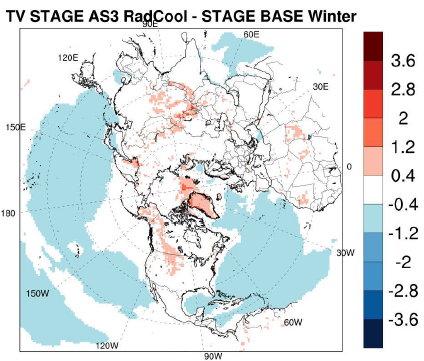 TV STAGE AS3 RadCool - STAGE BASE Winter
90E
60E
120E
30E
150E
0
180
30W
150W
60W
120W
90W
3.6
2.8
2
1.2
0.4
-0.4
-1.2
-2
-2.8
-3.6